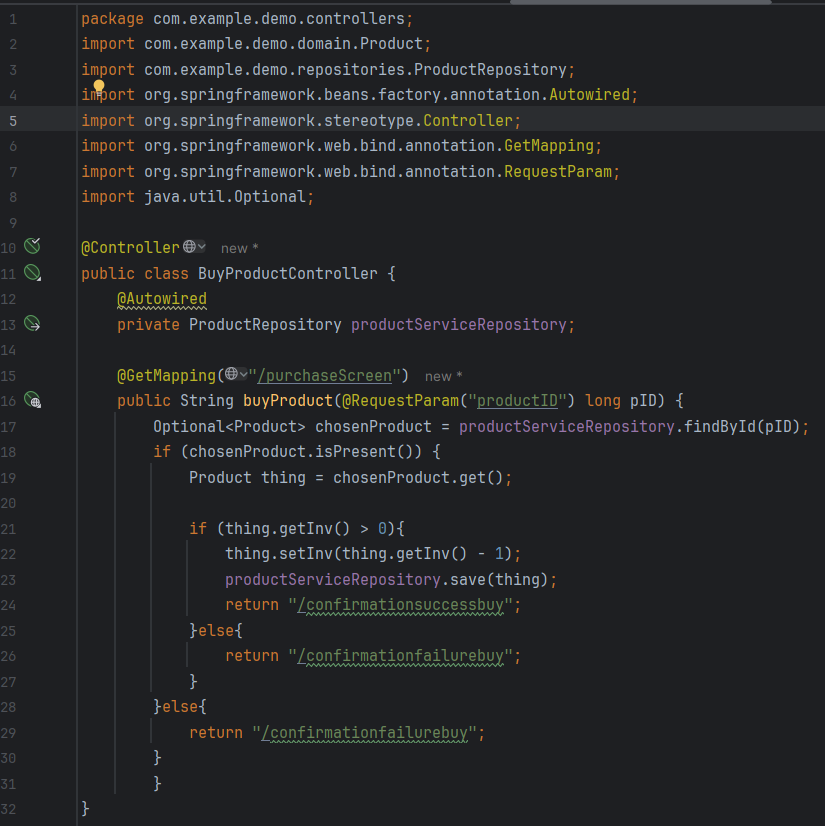 1 package com.example.demo.controllers;
2 import com.example.demo.domain.Product;
3 import com.example.demo.repositories.ProductRepository;
4 import org.springframework.beans.factory.annotation.Autowired;
5 import org.springframework.stereotype.Controller;
6 import org.springframework.web.bind.annotation.GetMapping;
7 import org.springframework.web.bind.annotation.RequestParam;
8 import java.util.Optional;
9
10 @Controller new *
11 public class BuyProductController {
12     @Autowired
13     private ProductRepository productServiceRepository;
14
15     @GetMapping("/purchaseScreen") new *
16     public String buyProduct(@RequestParam("productID") long pID) {
17         Optional<Product> chosenProduct = productServiceRepository.findById(pID);
18         if (chosenProduct.isPresent()) {
19             Product thing = chosenProduct.get();
20
21             if (thing.getInv() > 0){
22                 thing.setInv(thing.getInv() - 1);
23                 productServiceRepository.save(thing);
24                 return "/confirmationsuccessbuy";
25             }else{
26                 return "/confirmationfailurebuy";
27             }
28         }else{
29             return "/confirmationfailurebuy";
30         }
31         }
32 }